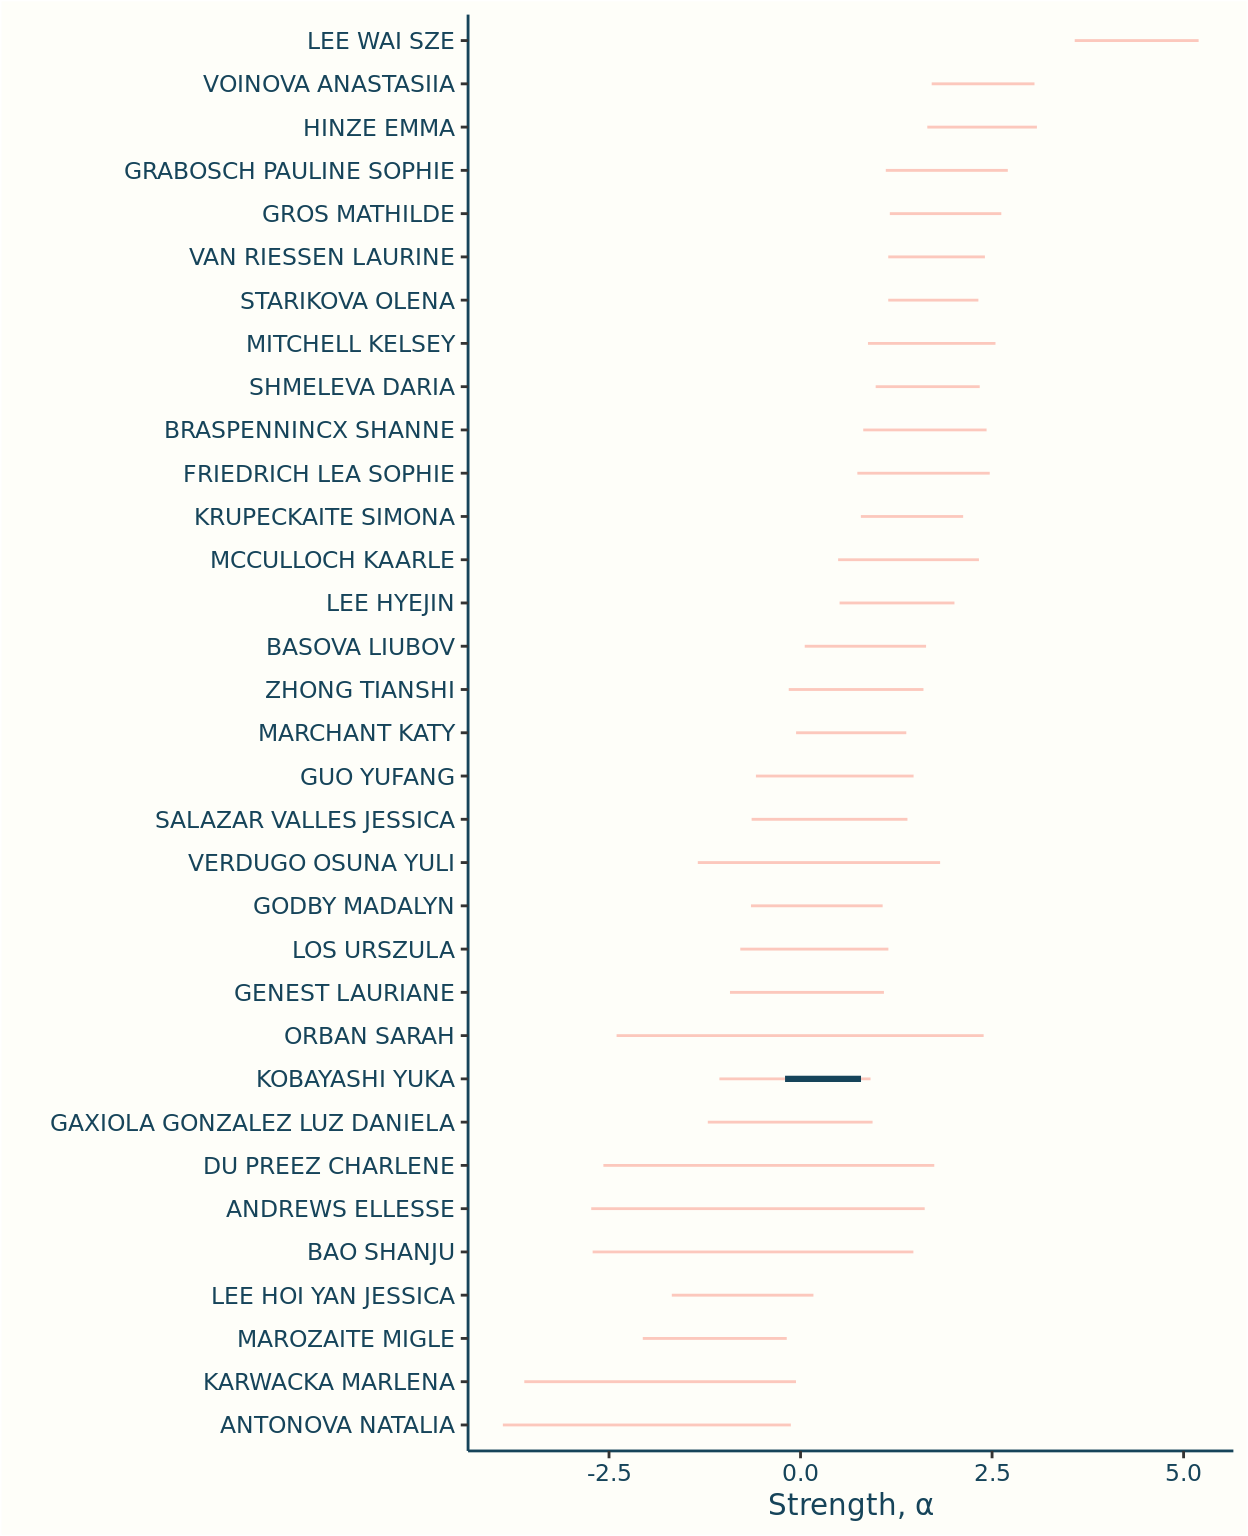 LEE WAI SZE
VOINOVA ANASTASIIA
HINZE EMMA
GRABOSCH PAULINE SOPHIE
GROS MATHILDE
VAN RIESSEN LAURINE
STARIKOVA OLENA
MITCHELL KELSEY
SHMELEVA DARIA
BRASPENNINCX SHANNE
FRIEDRICH LEA SOPHIE
KRUPECKAITE SIMONA
MCCULLOCH KAARLE
LEE HYEJIN
BASOVA LIUBOV
ZHONG TIANSHI
MARCHANT KATY
GUO YUFANG
SALAZAR VALLES JESSICA
VERDUGO OSUNA YULI
GODBY MADALYN
LOS URSZULA
GENEST LAURIANE
ORBAN SARAH
KOBAYASHI YUKA
GAXIOLA GONZALEZ LUZ DANIELA
DU PREEZ CHARLENE
ANDREWS ELLESSE
BAO SHANJU
LEE HOI YAN JESSICA
MAROZAITE MIGLE
KARWACKA MARLENA
ANTONOVA NATALIA
-2.5 0.0 2.5 5.0
Strength, α